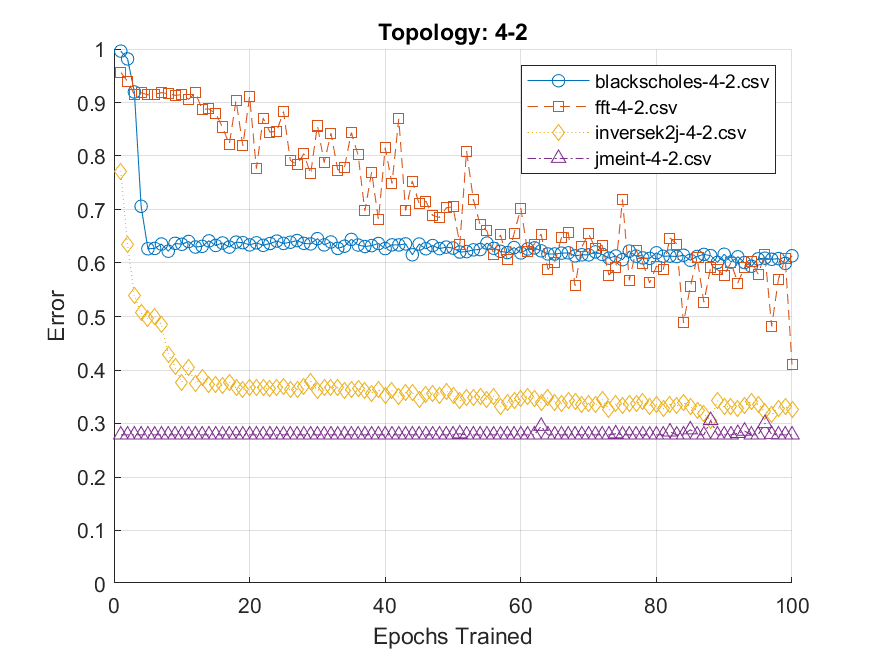 Topology: 4-2
1
0.9
0.8
0.7
0.6
0.5
0.4
0.3
0.2
0.1
0
Error
blackscholes-4-2.csv
fft-4-2.csv
inversek2j-4-2.csv
jmeint-4-2.csv
0 20 40 60 80 100
Epochs Trained